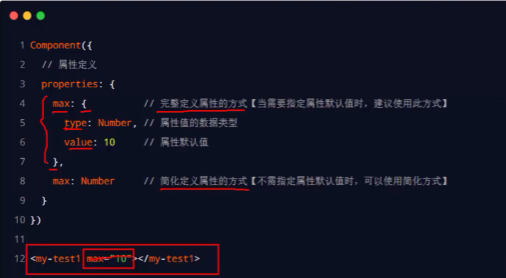 1 Component({
2 // 属性定义
3 properties: {
4 max: { // 完整定义属性的方式【当需要指定属性默认值时，建议使用此方式】
5 type: Number, // 属性值的数据类型
6 value: 10 // 属性默认值
7 },
8 max: Number // 简化定义属性的方式【不需指定属性默认值时，可以使用简化方式】
9 }
10 })
11
12 <my-test1 max="10"></my-test1>